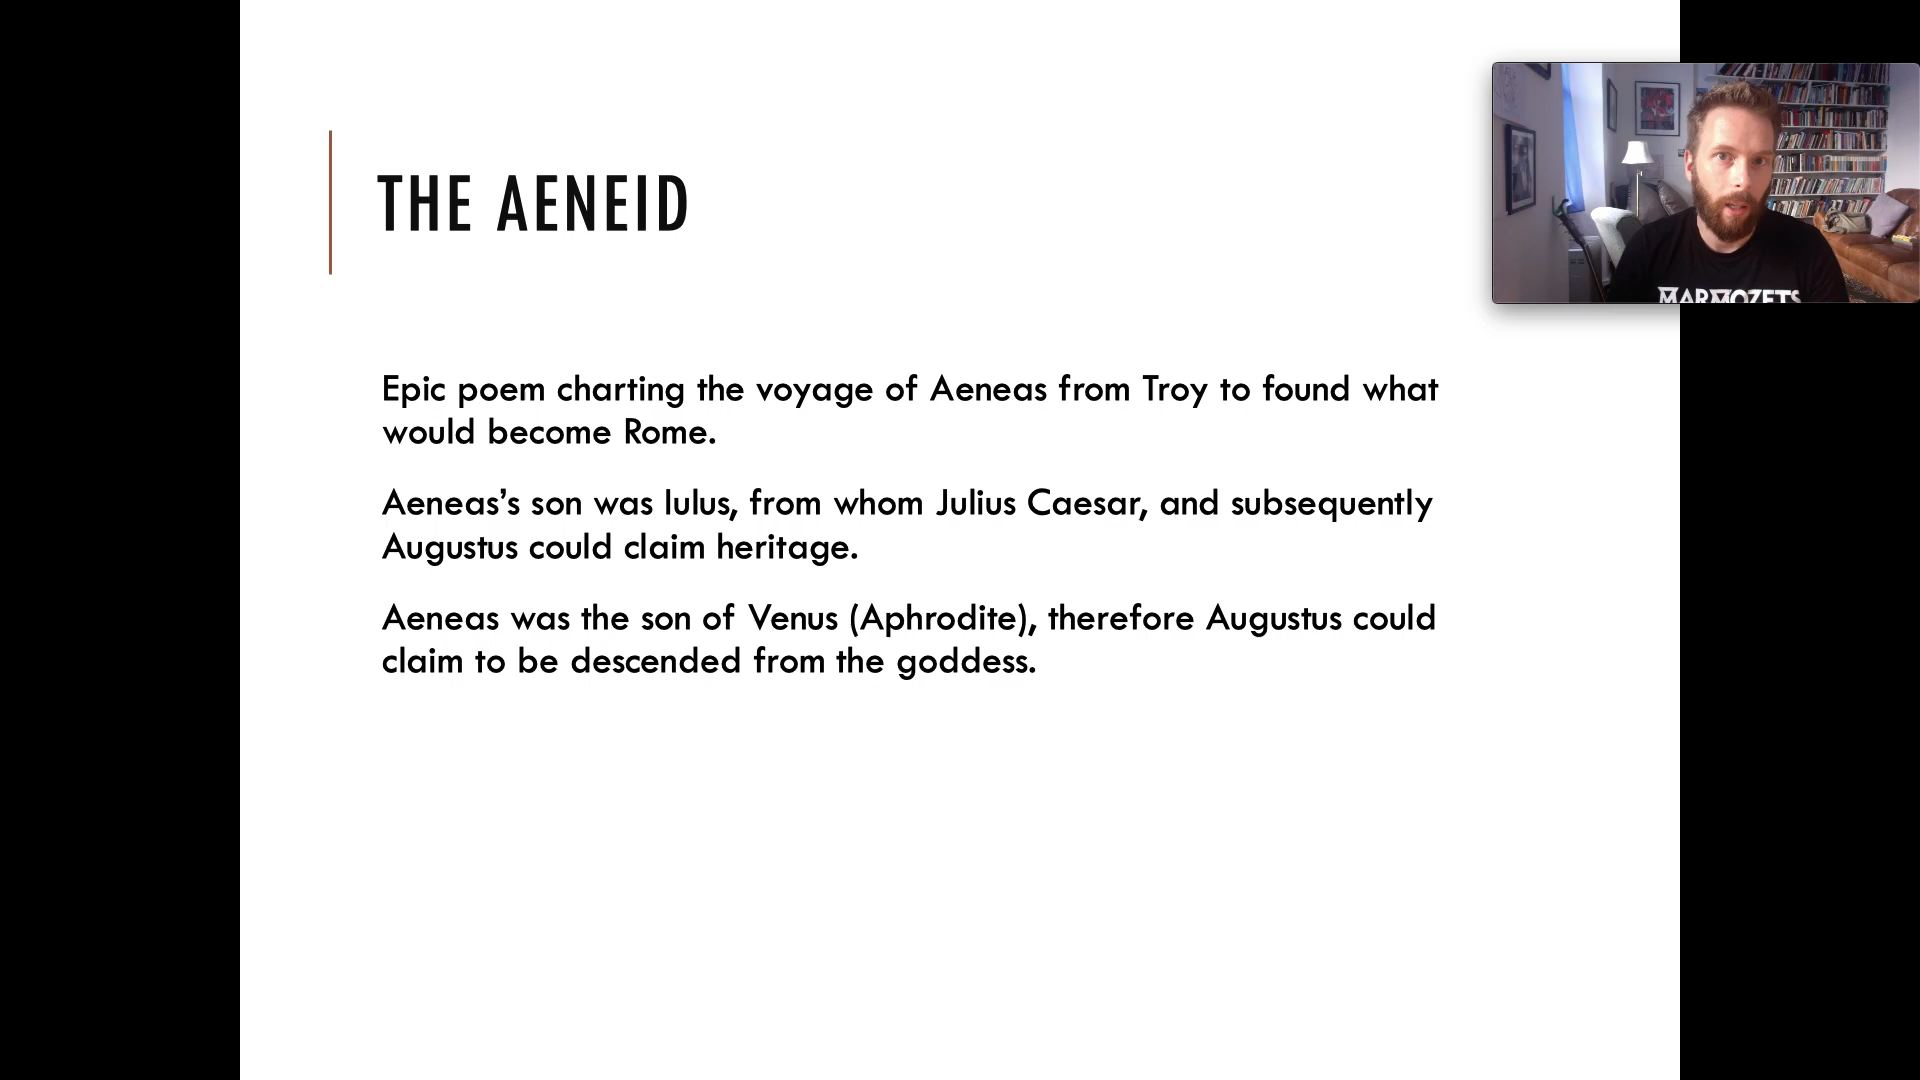 THE AENEID
Epic poem charting the voyage of Aeneas from Troy to found what
would become Rome.
Aeneas’s son was Iulus, from whom Julius Caesar, and subsequently
Augustus could claim heritage.
Aeneas was the son of Venus (Aphrodite), therefore Augustus could
claim to be descended from the goddess.
MARMOZETS